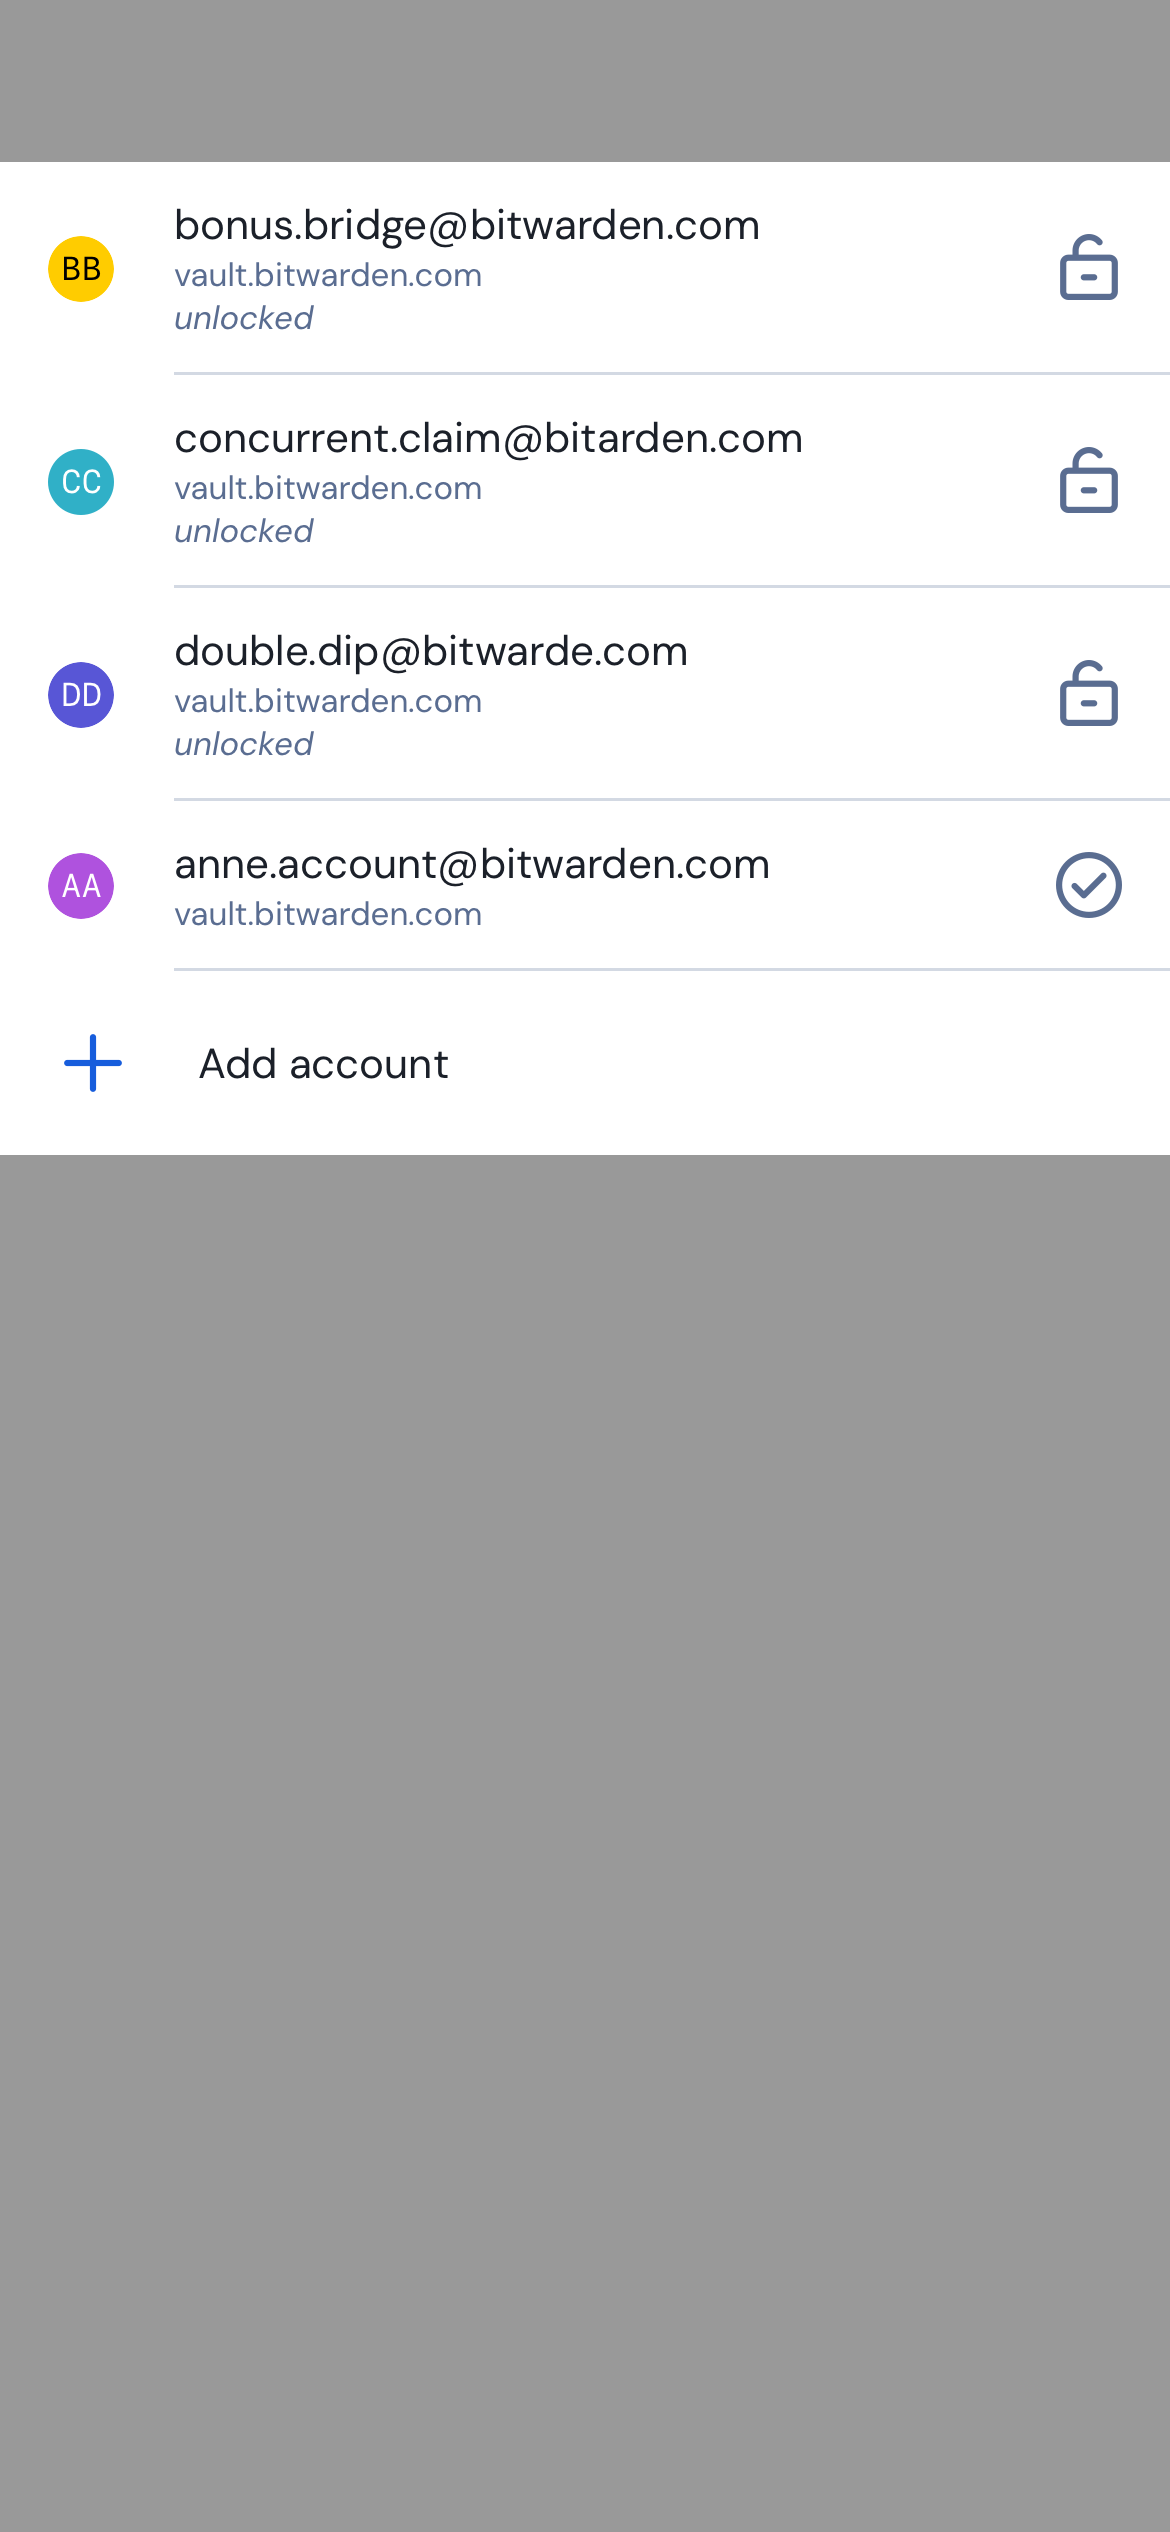 BB
bonus.bridge@bitwarden.com
vault.bitwarden.com
unlocked
CC
concurrent.claim@bitarden.com
vault.bitwarden.com
unlocked
DD
double.dip@bitwarde.com
vault.bitwarden.com
unlocked
AA
anne.account@bitwarden.com
vault.bitwarden.com
Add account